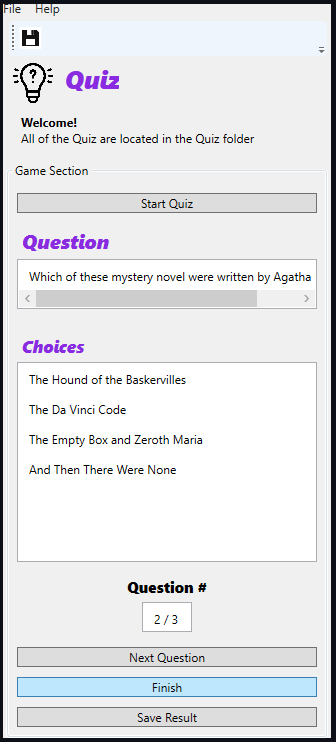 File Help
Quiz
Welcome!
All of the Quiz are located in the Quiz folder
Game Section
Start Quiz
Question
Which of these mystery novel were written by Agatha
Choices
The Hound of the Baskervilles
The Da Vinci Code
The Empty Box and Zeroth Maria
And Then There Were None
Question #
2 / 3
Next Question
Finish
Save Result